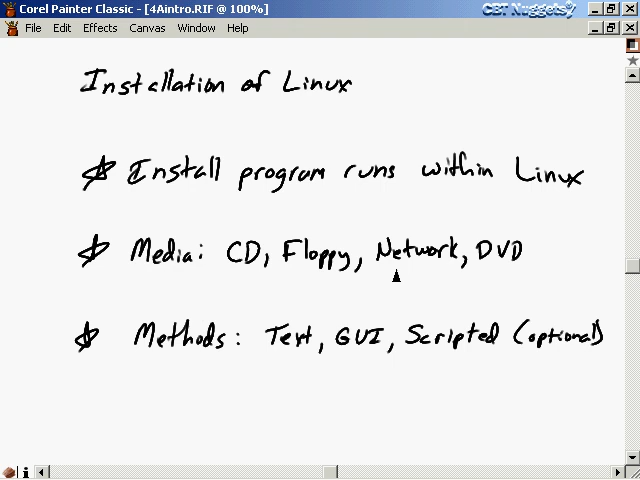 Corel Painter Classic - [4Aintro.RIF @ 100%]
CBT Nuggets
File Edit Effects Canvas Window Help
Installation of Linux
Install program runs within Linux
Media: CD, Floppy, Network, DVD
Methods: Text, GUI, Scripted (optional)